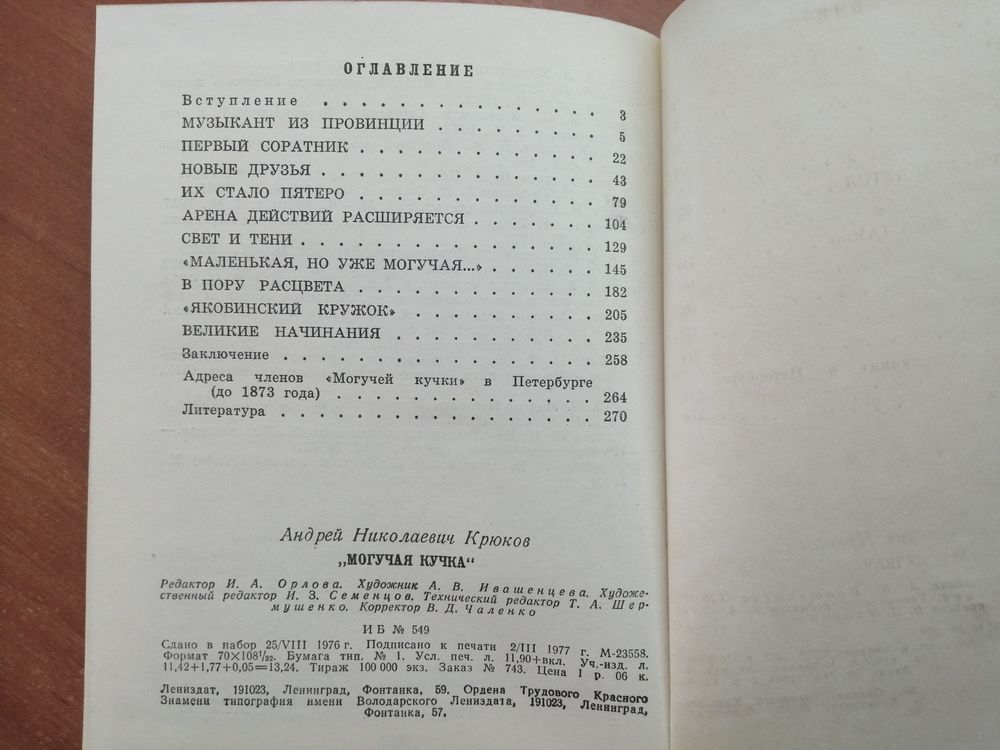 ОГЛАВЛЕНИЕ
Вступление . . . . . . . . . . . . . 3
МУЗЫКАНТ ИЗ ПРОВИНЦИИ . . . . . . . . 5
ПЕРВЫЙ СОРАТНИК . . . . . . . . . . . 22
НОВЫЕ ДРУЗЬЯ . . . . . . . . . . . . . 43
ИХ СТАЛО ПЯТЕРО . . . . . . . . . . . 79
АРЕНА ДЕЙСТВИЙ РАСШИРЯЕТСЯ . . . . . . 104
СВЕТ И ТЕНИ . . . . . . . . . . . . . 129
«МАЛЕНЬКАЯ, НО УЖЕ МОГУЧАЯ...» . . . . . 145
В ПОРУ РАСЦВЕТА . . . . . . . . . . . 182
«ЯКОБИНСКИЙ КРУЖОК» . . . . . . . . . 205
ВЕЛИКИЕ НАЧИНАНИЯ . . . . . . . . . . 235
Заключение . . . . . . . . . . . . . . 258
Адреса членов «Могучей кучки» в Петербурге
(до 1873 года) . . . . . . . . . . . . 264
Литература . . . . . . . . . . . . . . 270
Андрей Николаевич Крюков
„МОГУЧАЯ КУЧКА“
Редактор И. А. Орлова. Художник А. В. Ивашенцева. Художе-
ственный редактор И. З. Семенцов. Технический редактор Т. А. Шер-
мушенко. Корректор В. Д. Чаленко
ИБ № 549
Сдано в набор 25/VIII 1976 г. Подписано к печати 2/III 1977 г. М-23558.
Формат 70×108¹/₃₂. Бумага тип. № 1. Усл. печ. л. 11,90+вкл. Уч.-изд. л.
11,42+1,77+0,05=13,24. Тираж 100 000 экз. Заказ № 743. Цена 1 р. 06 к.
Лениздат, 191023, Ленинград, Фонтанка, 59. Ордена Трудового Красного
Знамени типография имени Володарского Лениздата, 191023, Ленинград,
Фонтанка, 57.